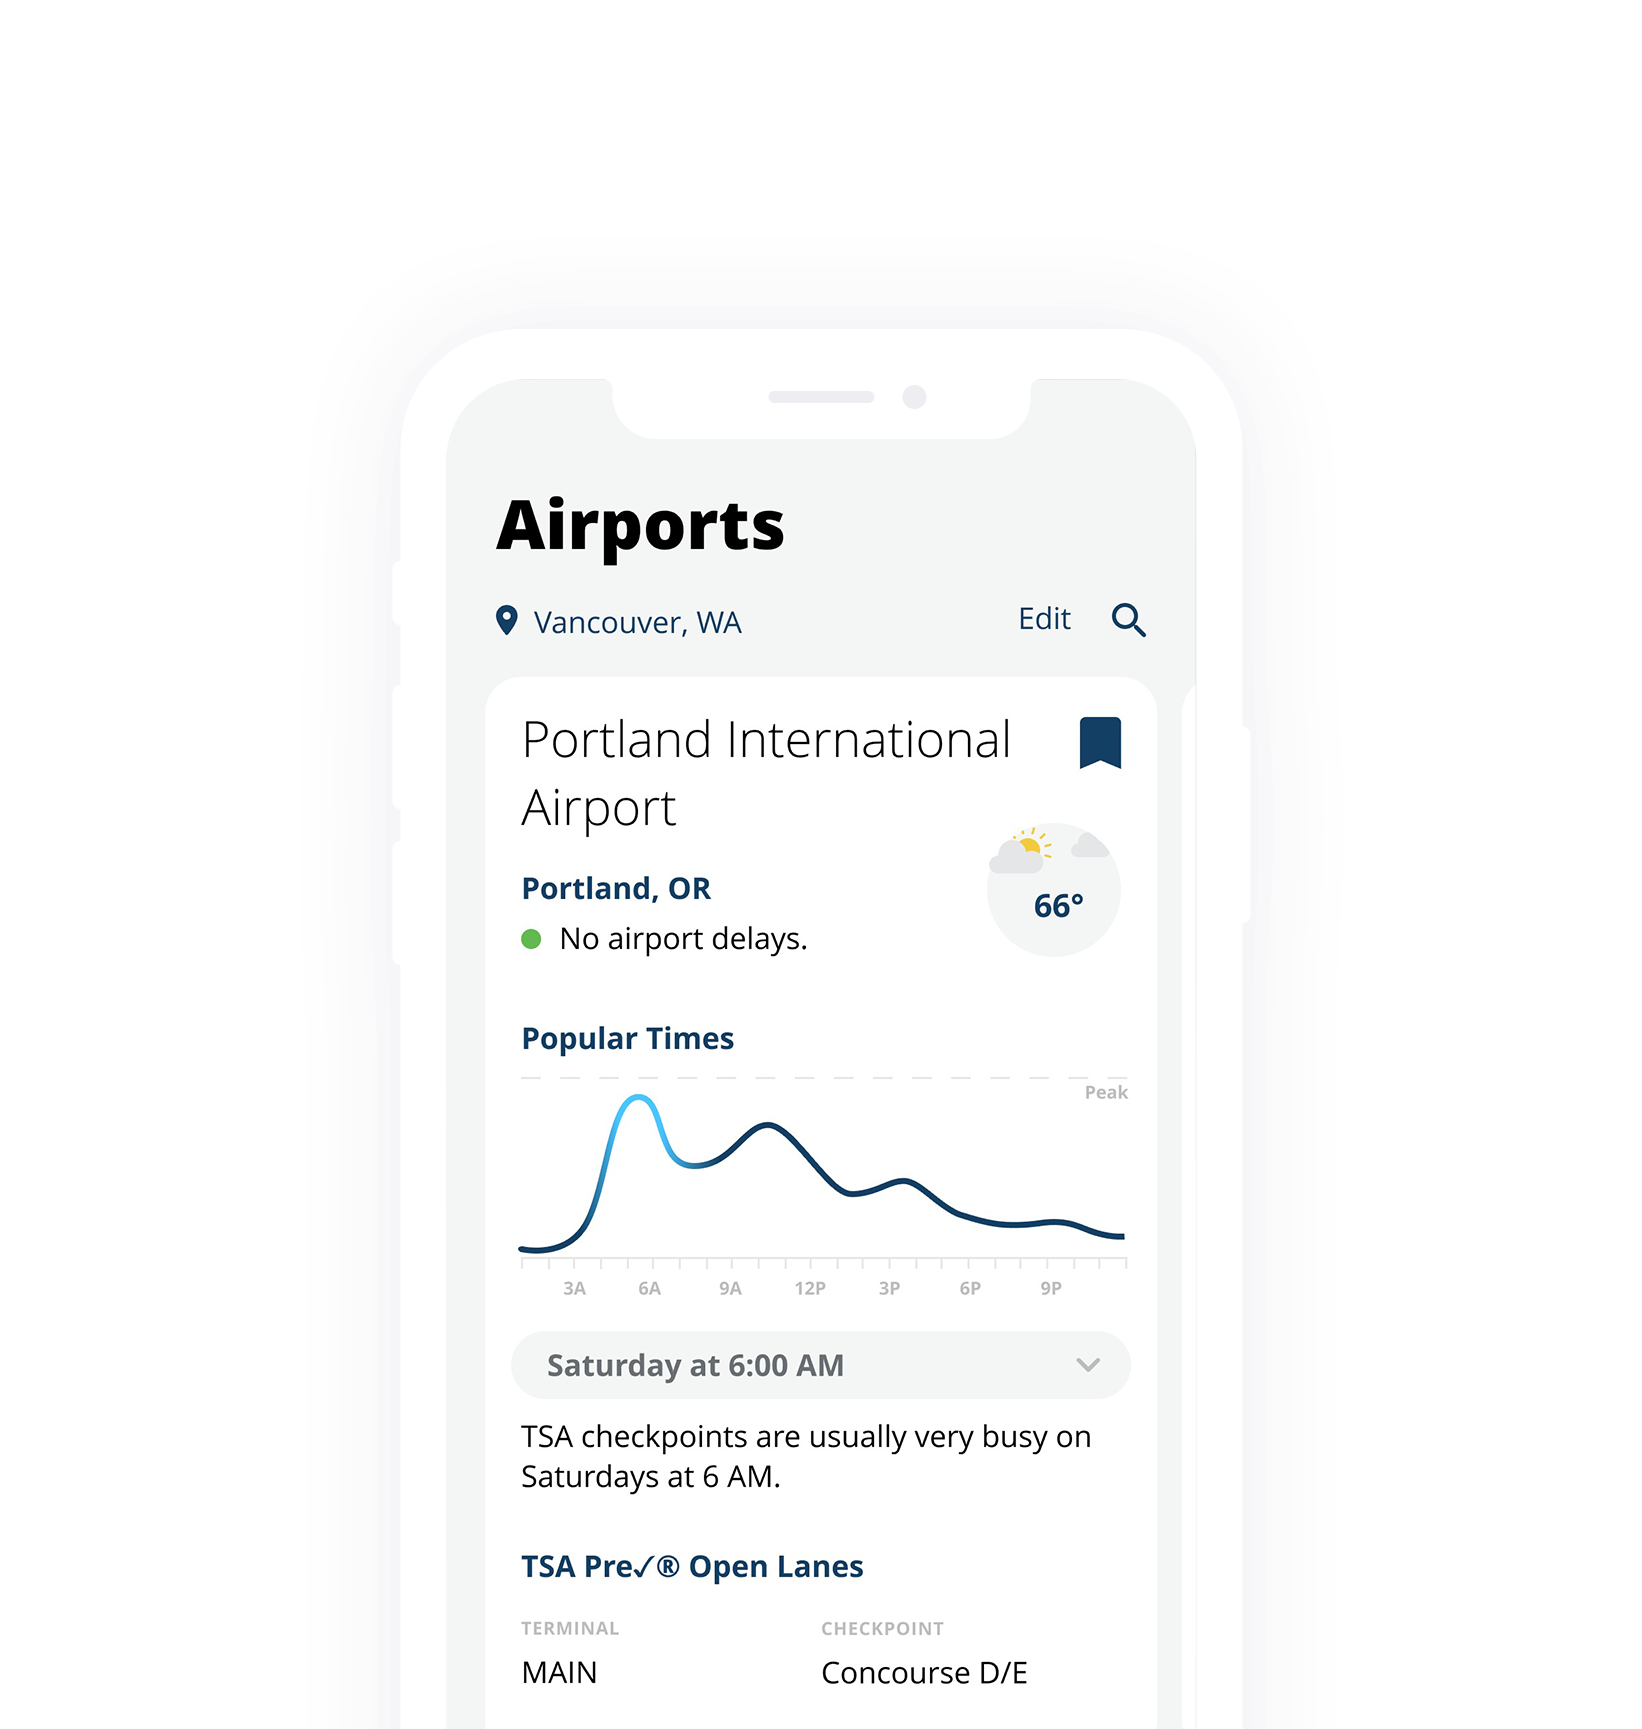 Airports
Vancouver, WA
Edit
Portland International
Airport
Portland, OR
No airport delays.
66°
Popular Times
Peak
3A 6A 9A 12P 3P 6P 9P
Saturday at 6:00 AM
TSA checkpoints are usually very busy on
Saturdays at 6 AM.
TSA Pre✓® Open Lanes
TERMINAL CHECKPOINT
MAIN Concourse D/E